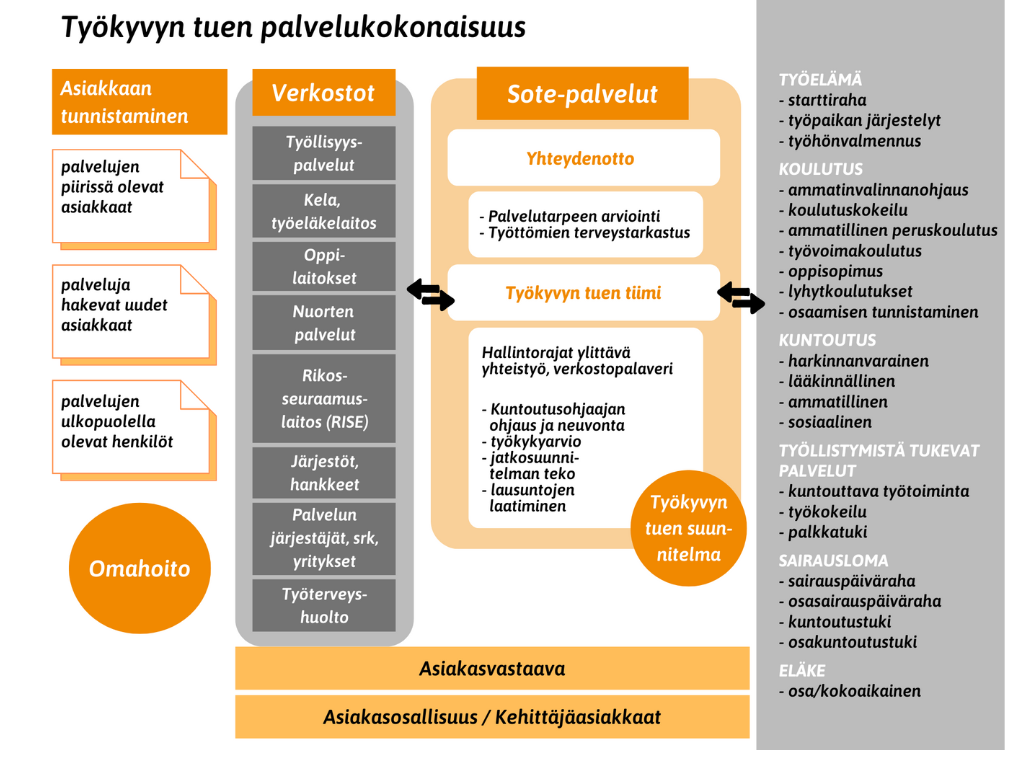 Työkyvyn tuen palvelukokonaisuus
Asiakkaan
tunnistaminen
palvelujen
piirissä olevat
asiakkaat
palveluja
hakevat uudet
asiakkaat
palvelujen
ulkopuolella
olevat henkilöt
Omahoito
Verkostot
Työllisyys-
palvelut
Kela,
työeläkelaitos
Oppi-
laitokset
Nuorten
palvelut
Rikos-
seuraamus-
laitos (RISE)
Järjestöt,
hankkeet
Palvelun
järjestäjät, srk,
yritykset
Työterveys-
huolto
Sote-palvelut
Yhteydenotto
- Palvelutarpeen arviointi
- Työttömien terveystarkastus
Työkyvyn tuen tiimi
Hallintorajat ylittävä
yhteistyö, verkostopalaveri
- Kuntoutusohjaajan
ohjaus ja neuvonta
- työkykyarvio
- jatkosuunni-
telman teko
- lausuntojen
laatiminen
Työkyvyn
tuen suun-
nitelma
Asiakasvastaava
Asiakasosallisuus / Kehittäjäasiakkaat
TYÖELÄMÄ
- starttiraha
- työpaikan järjestelyt
- työhönvalmennus
KOULUTUS
- ammatinvalinnanohjaus
- koulutuskokeilu
- ammatillinen peruskoulutus
- työvoimakoulutus
- oppisopimus
- lyhytkoulutukset
- osaamisen tunnistaminen
KUNTOUTUS
- harkinnanvarainen
- lääkinnällinen
- ammatillinen
- sosiaalinen
TYÖLLISTYMISTÄ TUKEVAT
PALVELUT
- kuntouttava työtoiminta
- työkokeilu
- palkkatuki
SAIRAUSLOMA
- sairauspäiväraha
- osasairauspäiväraha
- kuntoutustuki
- osakuntoutustuki
ELÄKE
- osa/kokoaikainen